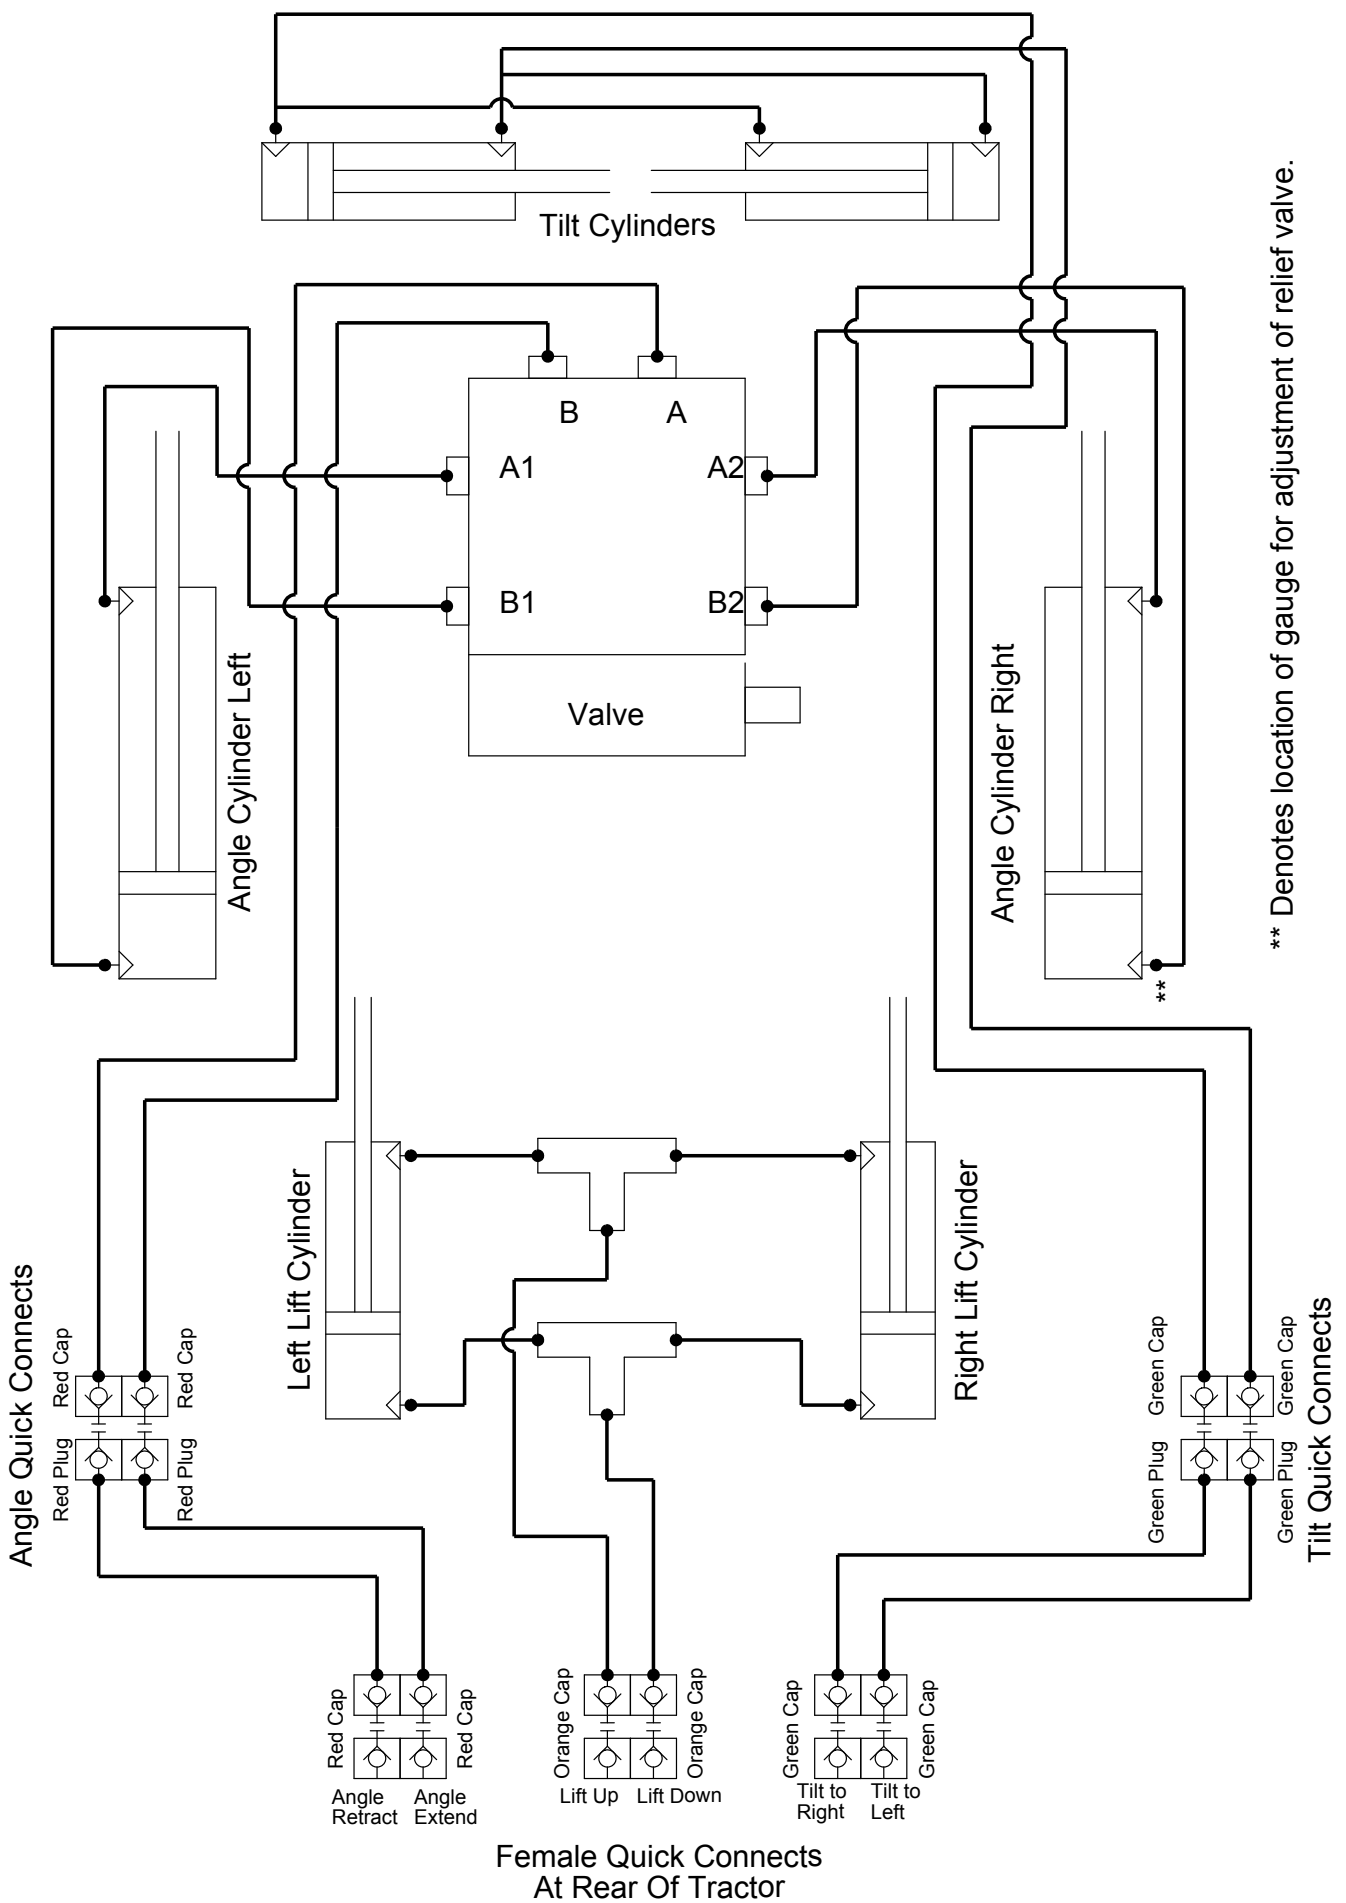 Tilt Cylinders
** Denotes location of gauge for adjustment of relief valve.
B
A
A1
A2
B1
B2
Valve
Angle Cylinder Left
Angle Cylinder Right
**
Left Lift Cylinder
Right Lift Cylinder
Angle Quick Connects
Red Cap
Red Cap
Red Plug
Red Plug
Green Cap
Green Cap
Green Plug
Green Plug
Tilt Quick Connects
Red Cap
Red Cap
Orange Cap
Orange Cap
Green Cap
Green Cap
Angle
Retract
Angle
Extend
Lift Up
Lift Down
Tilt to
Right
Tilt to
Left
Female Quick Connects
At Rear Of Tractor